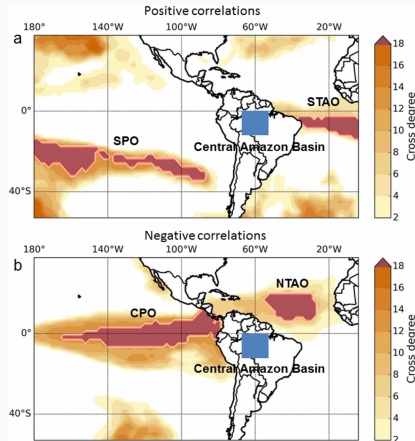 Positive correlations
a
0°
40°S
SPO
STAO
Central Amazon Basin
18
16
14
12
10
8
6
4
2
Cross degree
180° 140°W 100°W 60°W 20°W
Negative correlations
b
0°
40°S
CPO
NTAO
Central Amazon Basin
18
16
14
12
10
8
6
4
2
Cross degree
180° 140°W 100°W 60°W 20°W